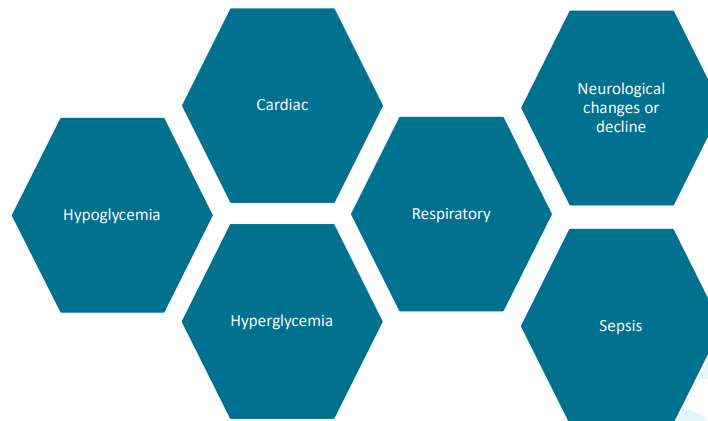 Cardiac
Neurological
changes or
decline
Hypoglycemia
Respiratory
Hyperglycemia
Sepsis